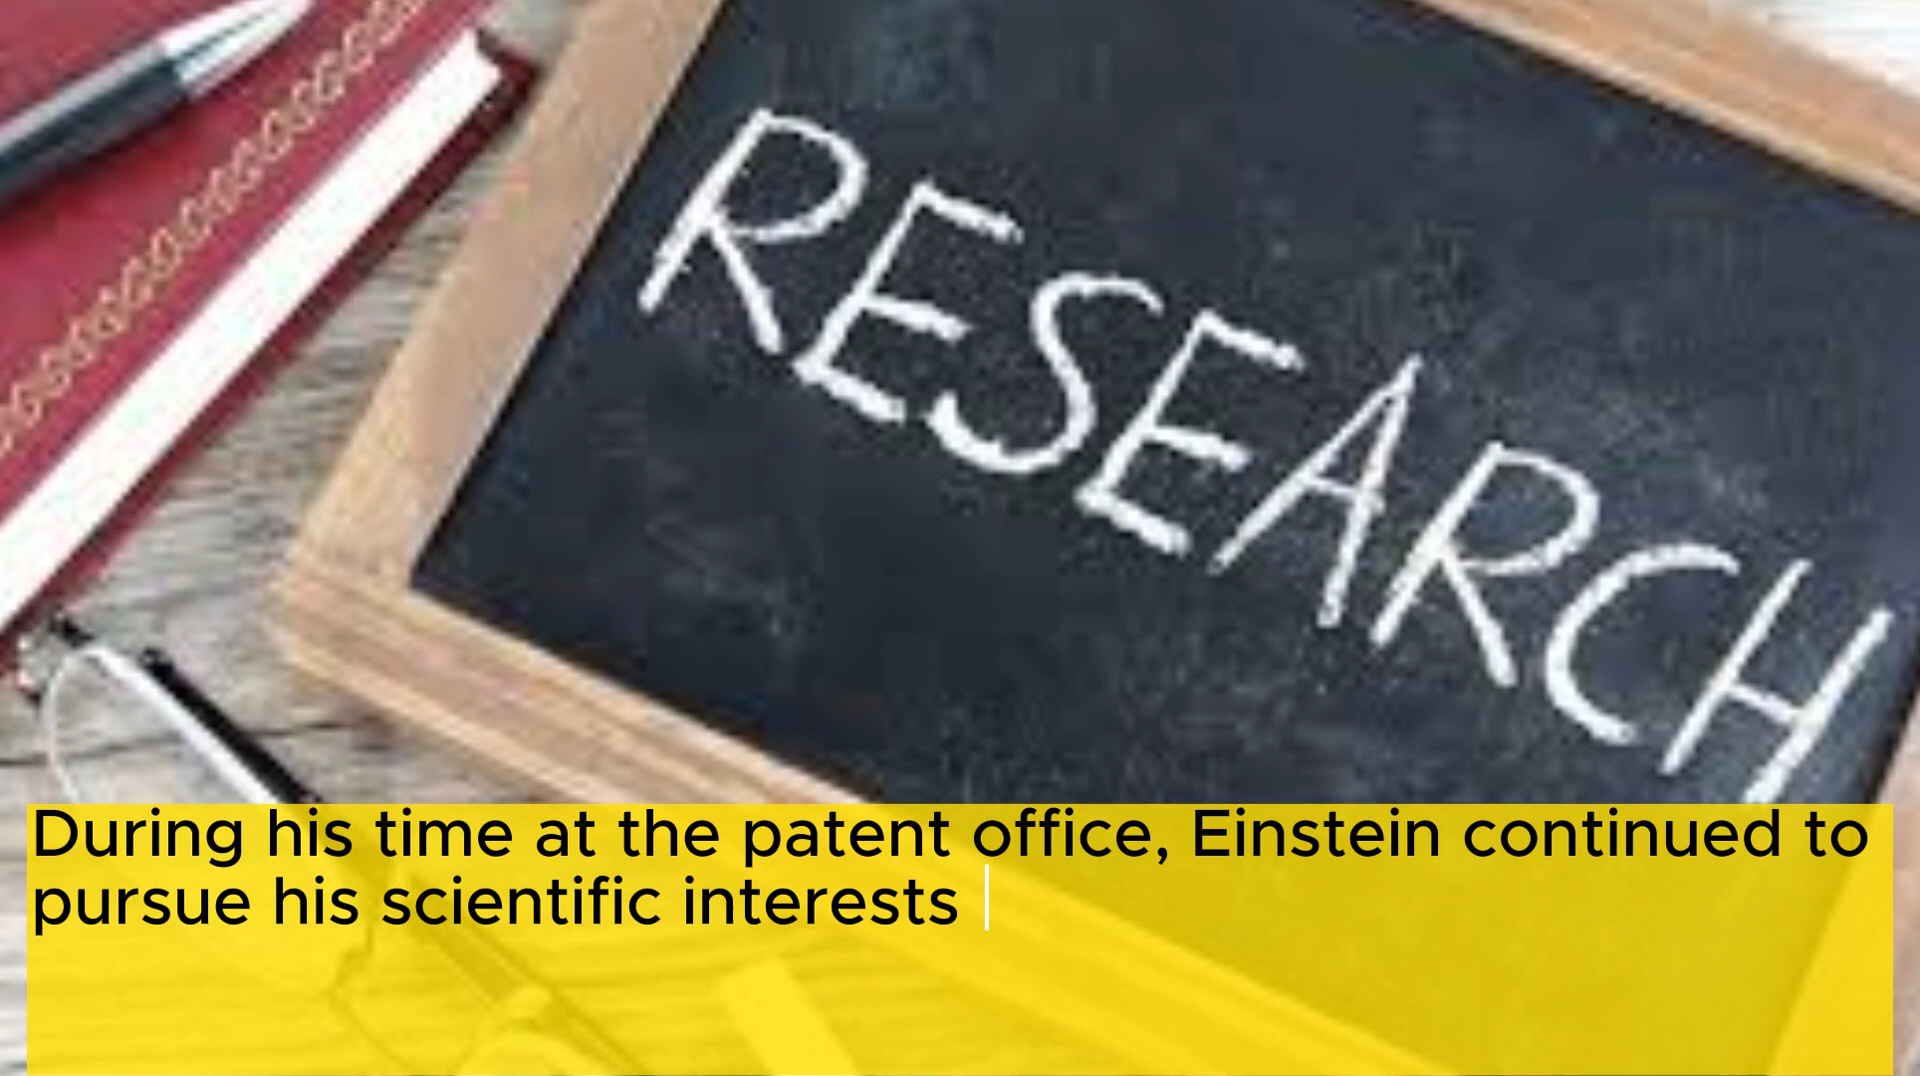 RESEARCH
During his time at the patent office, Einstein continued to
pursue his scientific interests